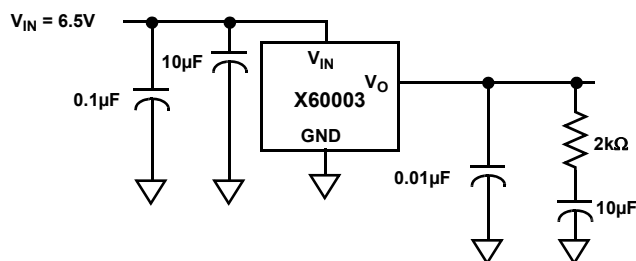 V_IN = 6.5V
10µF
0.1µF
V_IN
V_O
X60003
GND
2kΩ
0.01µF
10µF